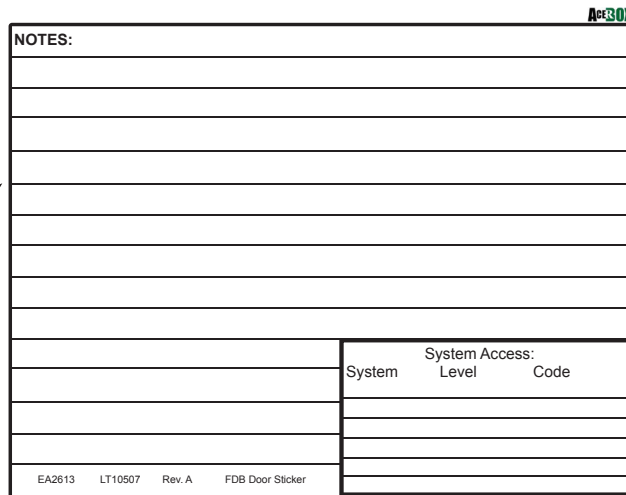 NOTES:
System Access:
System Level Code
EA2613 LT10507 Rev. A FDB Door Sticker